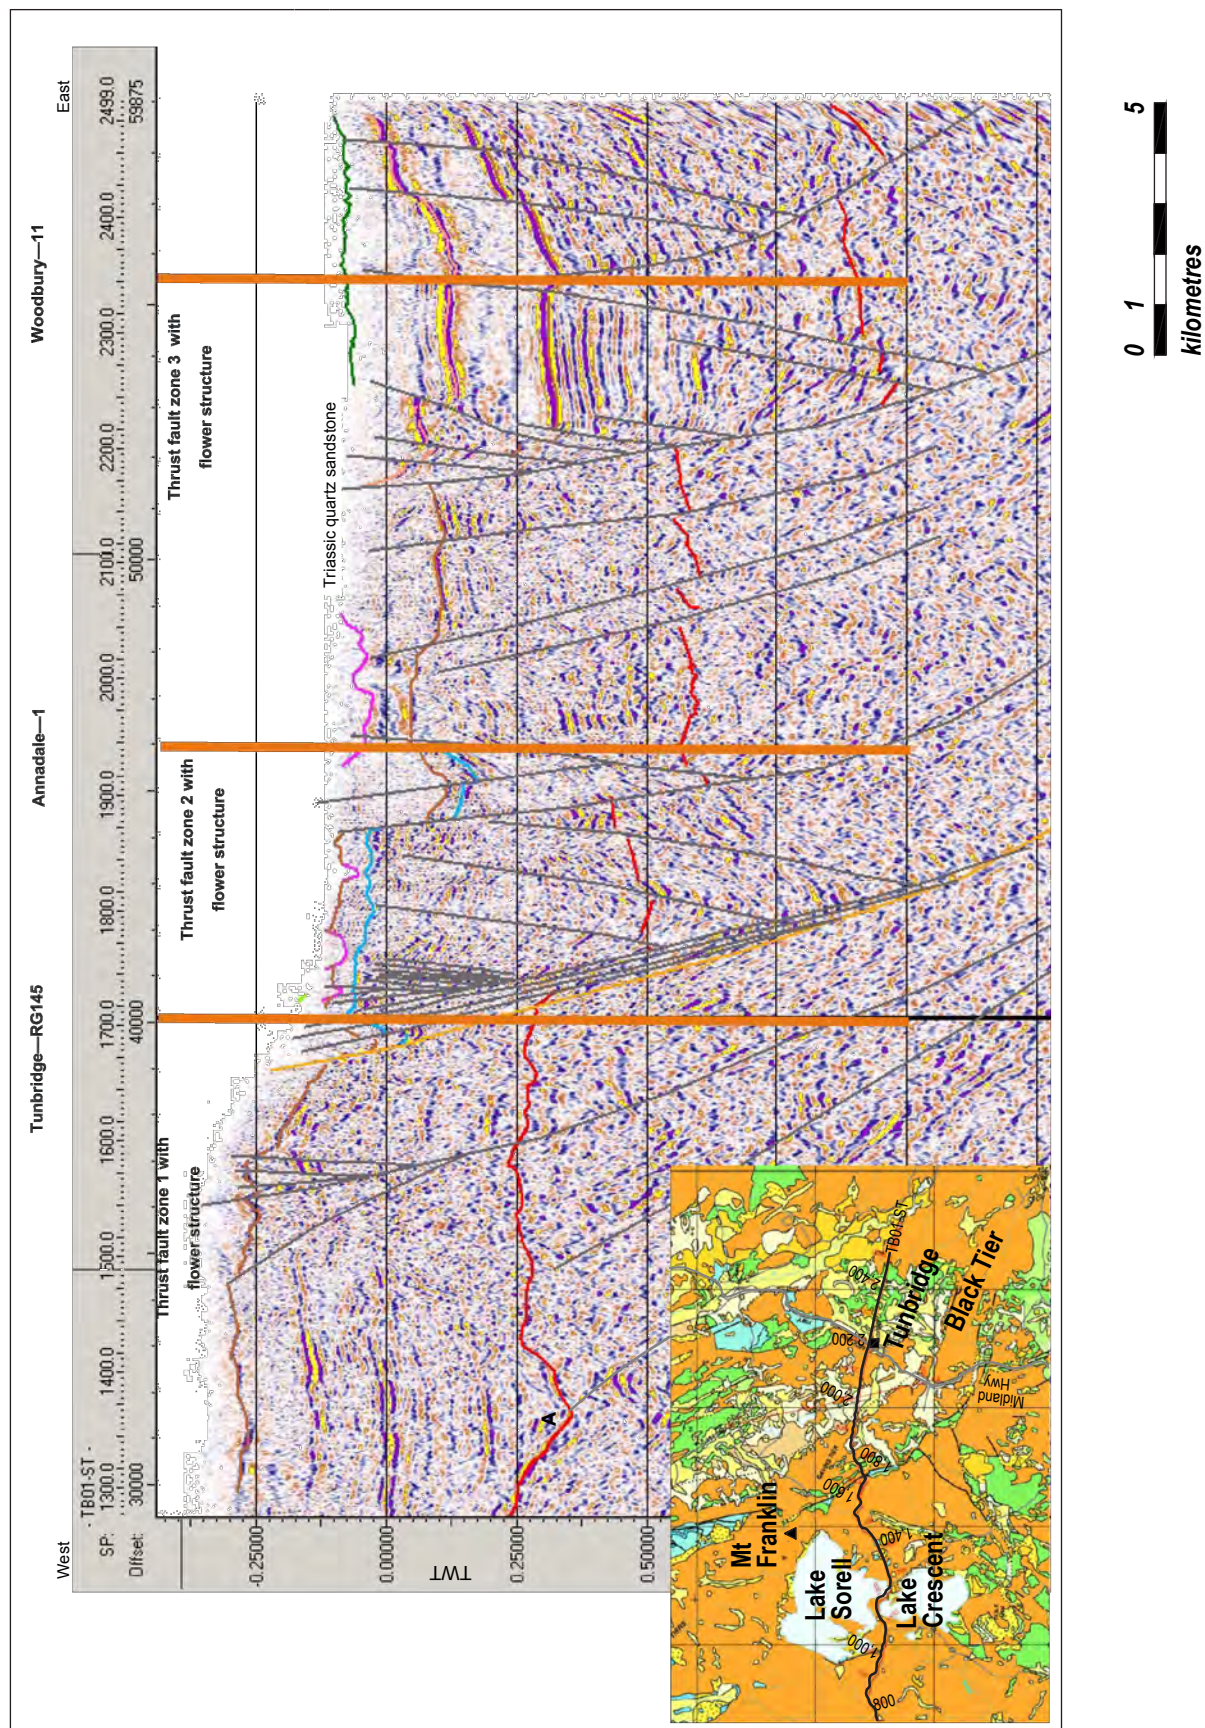 West
East
Tunbridge—RG145
Annadale—1
Woodbury—11
- TB01-ST -
SP:
1300.0
1400.0
1500.0
1600.0
1700.0
1800.0
1900.0
2000.0
2100.0
2200.0
2300.0
2400.0
2499.0
Offset:
30000
40000
50000
59875
Thrust fault zone 1 with
flower structure
Thrust fault zone 2 with
flower structure
Thrust fault zone 3 with
flower structure
Triassic quartz sandstone
-0.25000
0.00000
0.25000
0.50000
TWT
A
Mt
Franklin
Lake
Sorell
Lake
Crescent
Tunbridge
Black Tier
Midland
Hwy
TB01-ST
800
1,000
1,400
1,600
1,800
2,000
2,200
2,400
0 1 5
kilometres